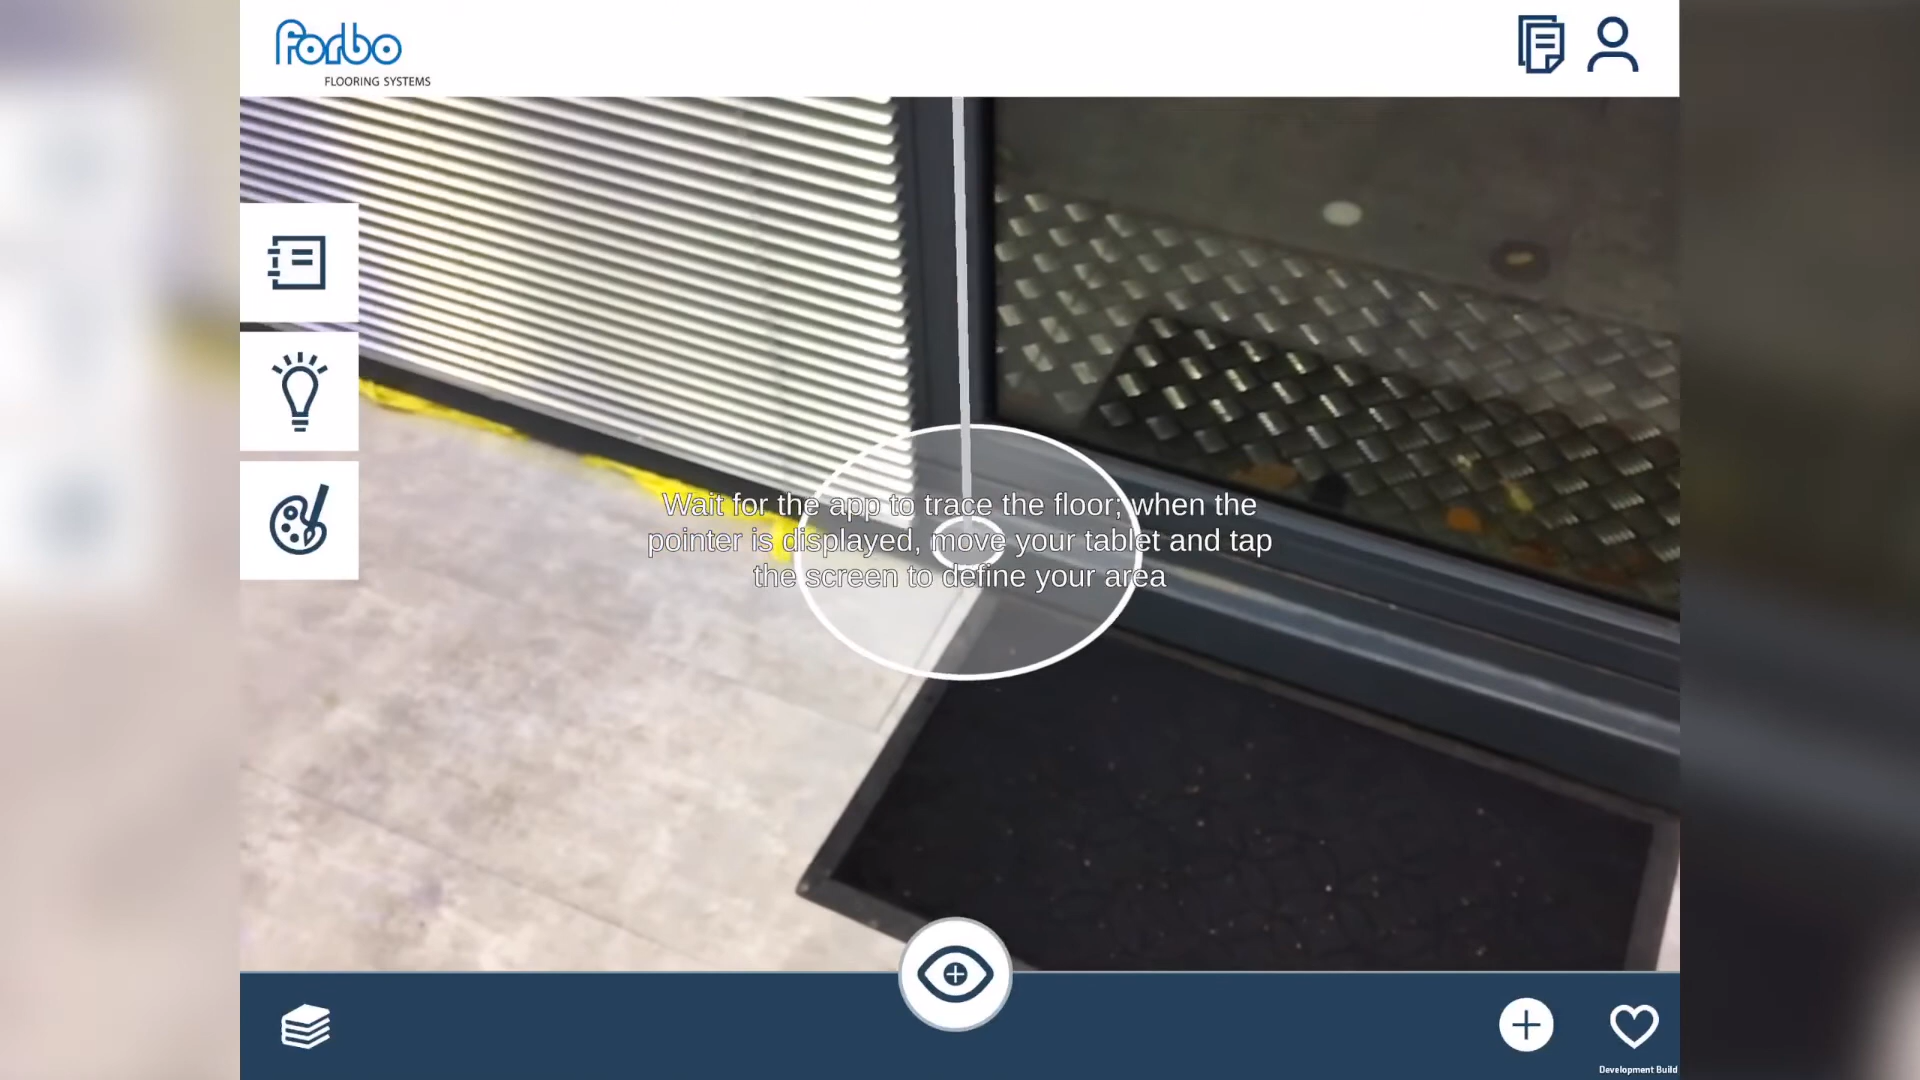 forbo
FLOORING SYSTEMS
Wait for the app to trace the floor; when the
pointer is displayed, move your tablet and tap
the screen to define your area
Development Build